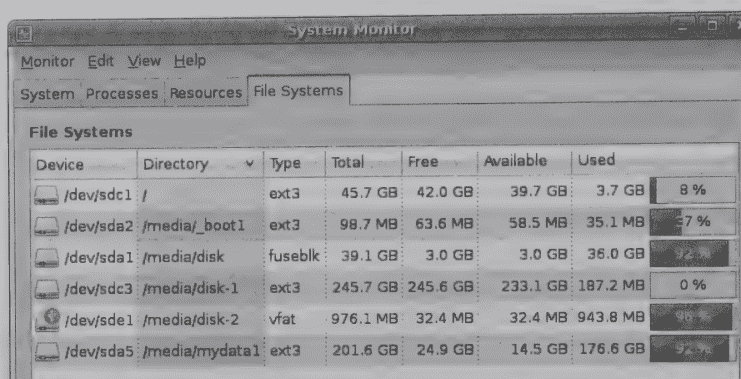 System Monitor
Monitor Edit View Help
System Processes Resources File Systems
File Systems
Device Directory Type Total Free Available Used
/dev/sdc1 / ext3 45.7 GB 42.0 GB 39.7 GB 3.7 GB 8 %
/dev/sda2 /media/_boot1 ext3 98.7 MB 63.6 MB 58.5 MB 35.1 MB
/dev/sda1 /media/disk fuseblk 39.1 GB 3.0 GB 3.0 GB 36.0 GB 92 %
/dev/sdc3 /media/disk-1 ext3 245.7 GB 245.6 GB 233.1 GB 187.2 MB 0 %
/dev/sde1 /media/disk-2 vfat 976.1 MB 32.4 MB 32.4 MB 943.8 MB
/dev/sda5 /media/mydata1 ext3 201.6 GB 24.9 GB 14.5 GB 176.6 GB 92 %